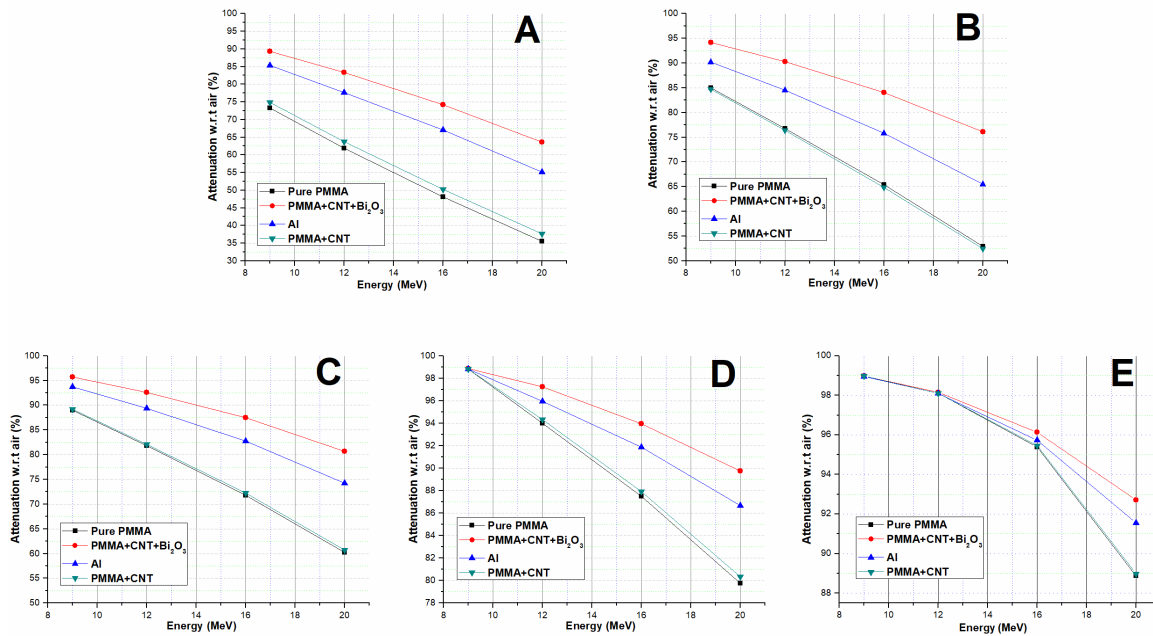 A
Attenuation w.r.t air (%)
100
95
90
85
80
75
70
65
60
55
50
45
40
35
30
Pure PMMA
PMMA+CNT+Bi₂O₃
Al
PMMA+CNT
8 10 12 14 16 18 20
Energy (MeV)
B
Attenuation w.r.t air (%)
100
95
90
85
80
75
70
65
60
55
50
Pure PMMA
PMMA+CNT+Bi₂O₃
Al
PMMA+CNT
8 10 12 14 16 18 20
Energy (MeV)
C
Attenuation w.r.t air (%)
100
95
90
85
80
75
70
65
60
55
50
Pure PMMA
PMMA+CNT+Bi₂O₃
Al
PMMA+CNT
8 10 12 14 16 18 20
Energy (MeV)
D
Attenuation w.r.t air (%)
100
98
96
94
92
90
88
86
84
82
80
78
Pure PMMA
PMMA+CNT+Bi₂O₃
Al
PMMA+CNT
8 10 12 14 16 18 20
Energy (MeV)
E
Attenuation w.r.t air (%)
100
98
96
94
92
90
88
Pure PMMA
PMMA+CNT+Bi₂O₃
Al
PMMA+CNT
8 10 12 14 16 18 20
Energy (MeV)